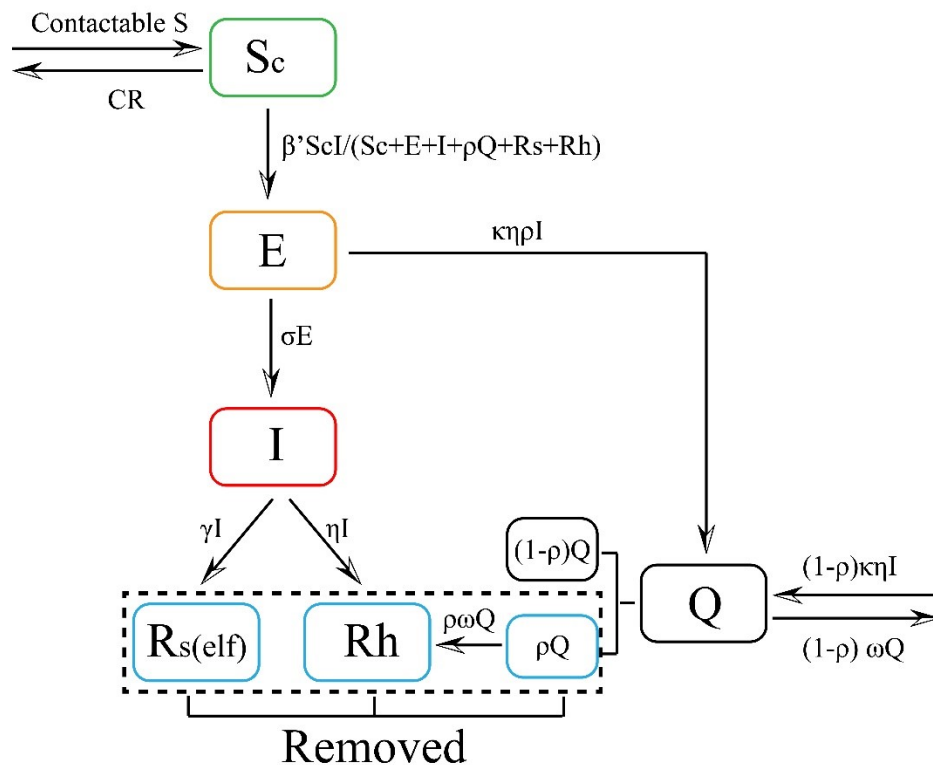 Contactable S
Sc
CR
β’ScI/(Sc+E+I+ρQ+Rs+Rh)
E
κηρI
σE
I
γI
ηI
(1-ρ)Q
(1-ρ)κηI
Q
Rs(elf)
Rh
ρωQ
ρQ
(1-ρ) ωQ
Removed